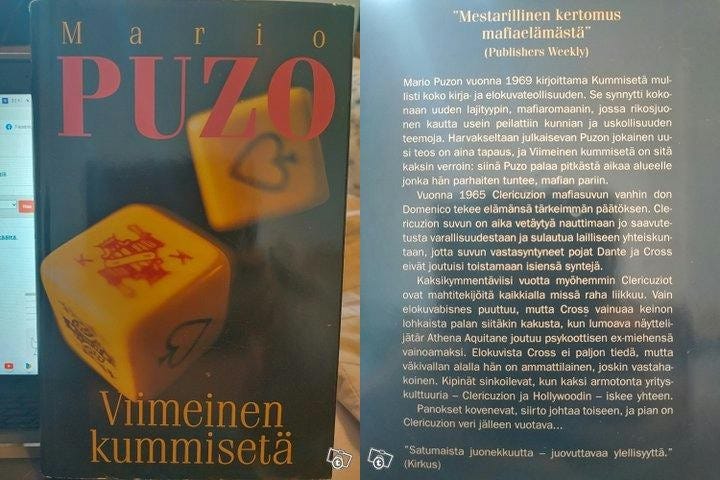 Mario
PUZO
Viimeinen
kummisetä
"Mestarillinen kertomus
mafiaelämästä"
(Publishers Weekly)
Mario Puzon vuonna 1969 kirjoittama Kummisetä mul-
listi koko kirja- ja elokuvateollisuuden. Se synnytti koko-
naan uuden lajityypin, mafiaromaanin, jossa rikosjuo-
nen kautta usein peilattiin kunnian ja uskollisuuden
teemoja. Harvakseltaan julkaisevan Puzon jokainen uu-
si teos on aina tapaus, ja Viimeinen kummisetä on sitä
kaksin verroin: siinä Puzo palaa pitkästä aikaa alueelle
jonka hän parhaiten tuntee, mafian pariin.
Vuonna 1965 Clericuzion mafiasuvun vanhin don
Domenico tekee elämänsä tärkeimmän päätöksen. Cle-
ricuzion suvun on aika vetäytyä nauttimaan jo saavute-
tusta varallisuudestaan ja sulautua lailliseen yhteiskun-
taan, jotta suvun vastasyntyneet pojat Dante ja Cross
eivät joutuisi toistamaan isiensä syntejä.
Kaksikymmentäviisi vuotta myöhemmin Clericuziot
ovat mahtitekijöitä kaikkialla missä raha liikkuu. Vain
elokuvabisnes puuttuu, mutta Cross vainuaa keinon
lohkaista palan siitäkin kakusta, kun lumoava näytteli-
jätär Athena Aquitane joutuu psykoottisen ex-miehensä
vainoamaksi. Elokuvista Cross ei paljon tiedä, mutta
väkivallan alalla hän on ammattilainen, joskin vastaha-
koinen. Kipinät sinkoilevat, kun kaksi armotonta yritys-
kulttuuria – Clericuzion ja Hollywoodin – iskee yhteen.
Panokset kovenevat, siirto johtaa toiseen, ja pian on
Clericuzion veri jälleen vuotava...
"Satumaista juonekkuutta – juovuttavaa ylellisyyttä."
(Kirkus)